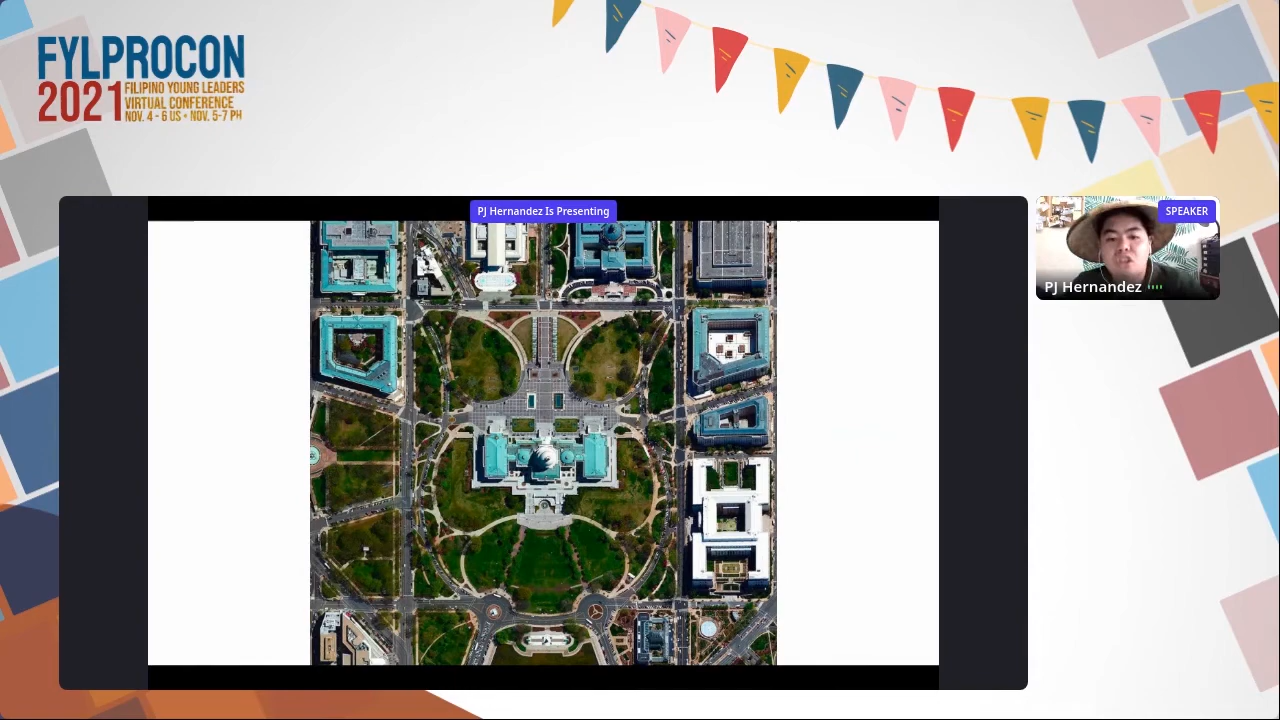 FYLPROCON
2021 FILIPINO YOUNG LEADERS
VIRTUAL CONFERENCE
NOV. 4 - 6 US • NOV. 5-7 PH
PJ Hernandez Is Presenting
SPEAKER
PJ Hernandez